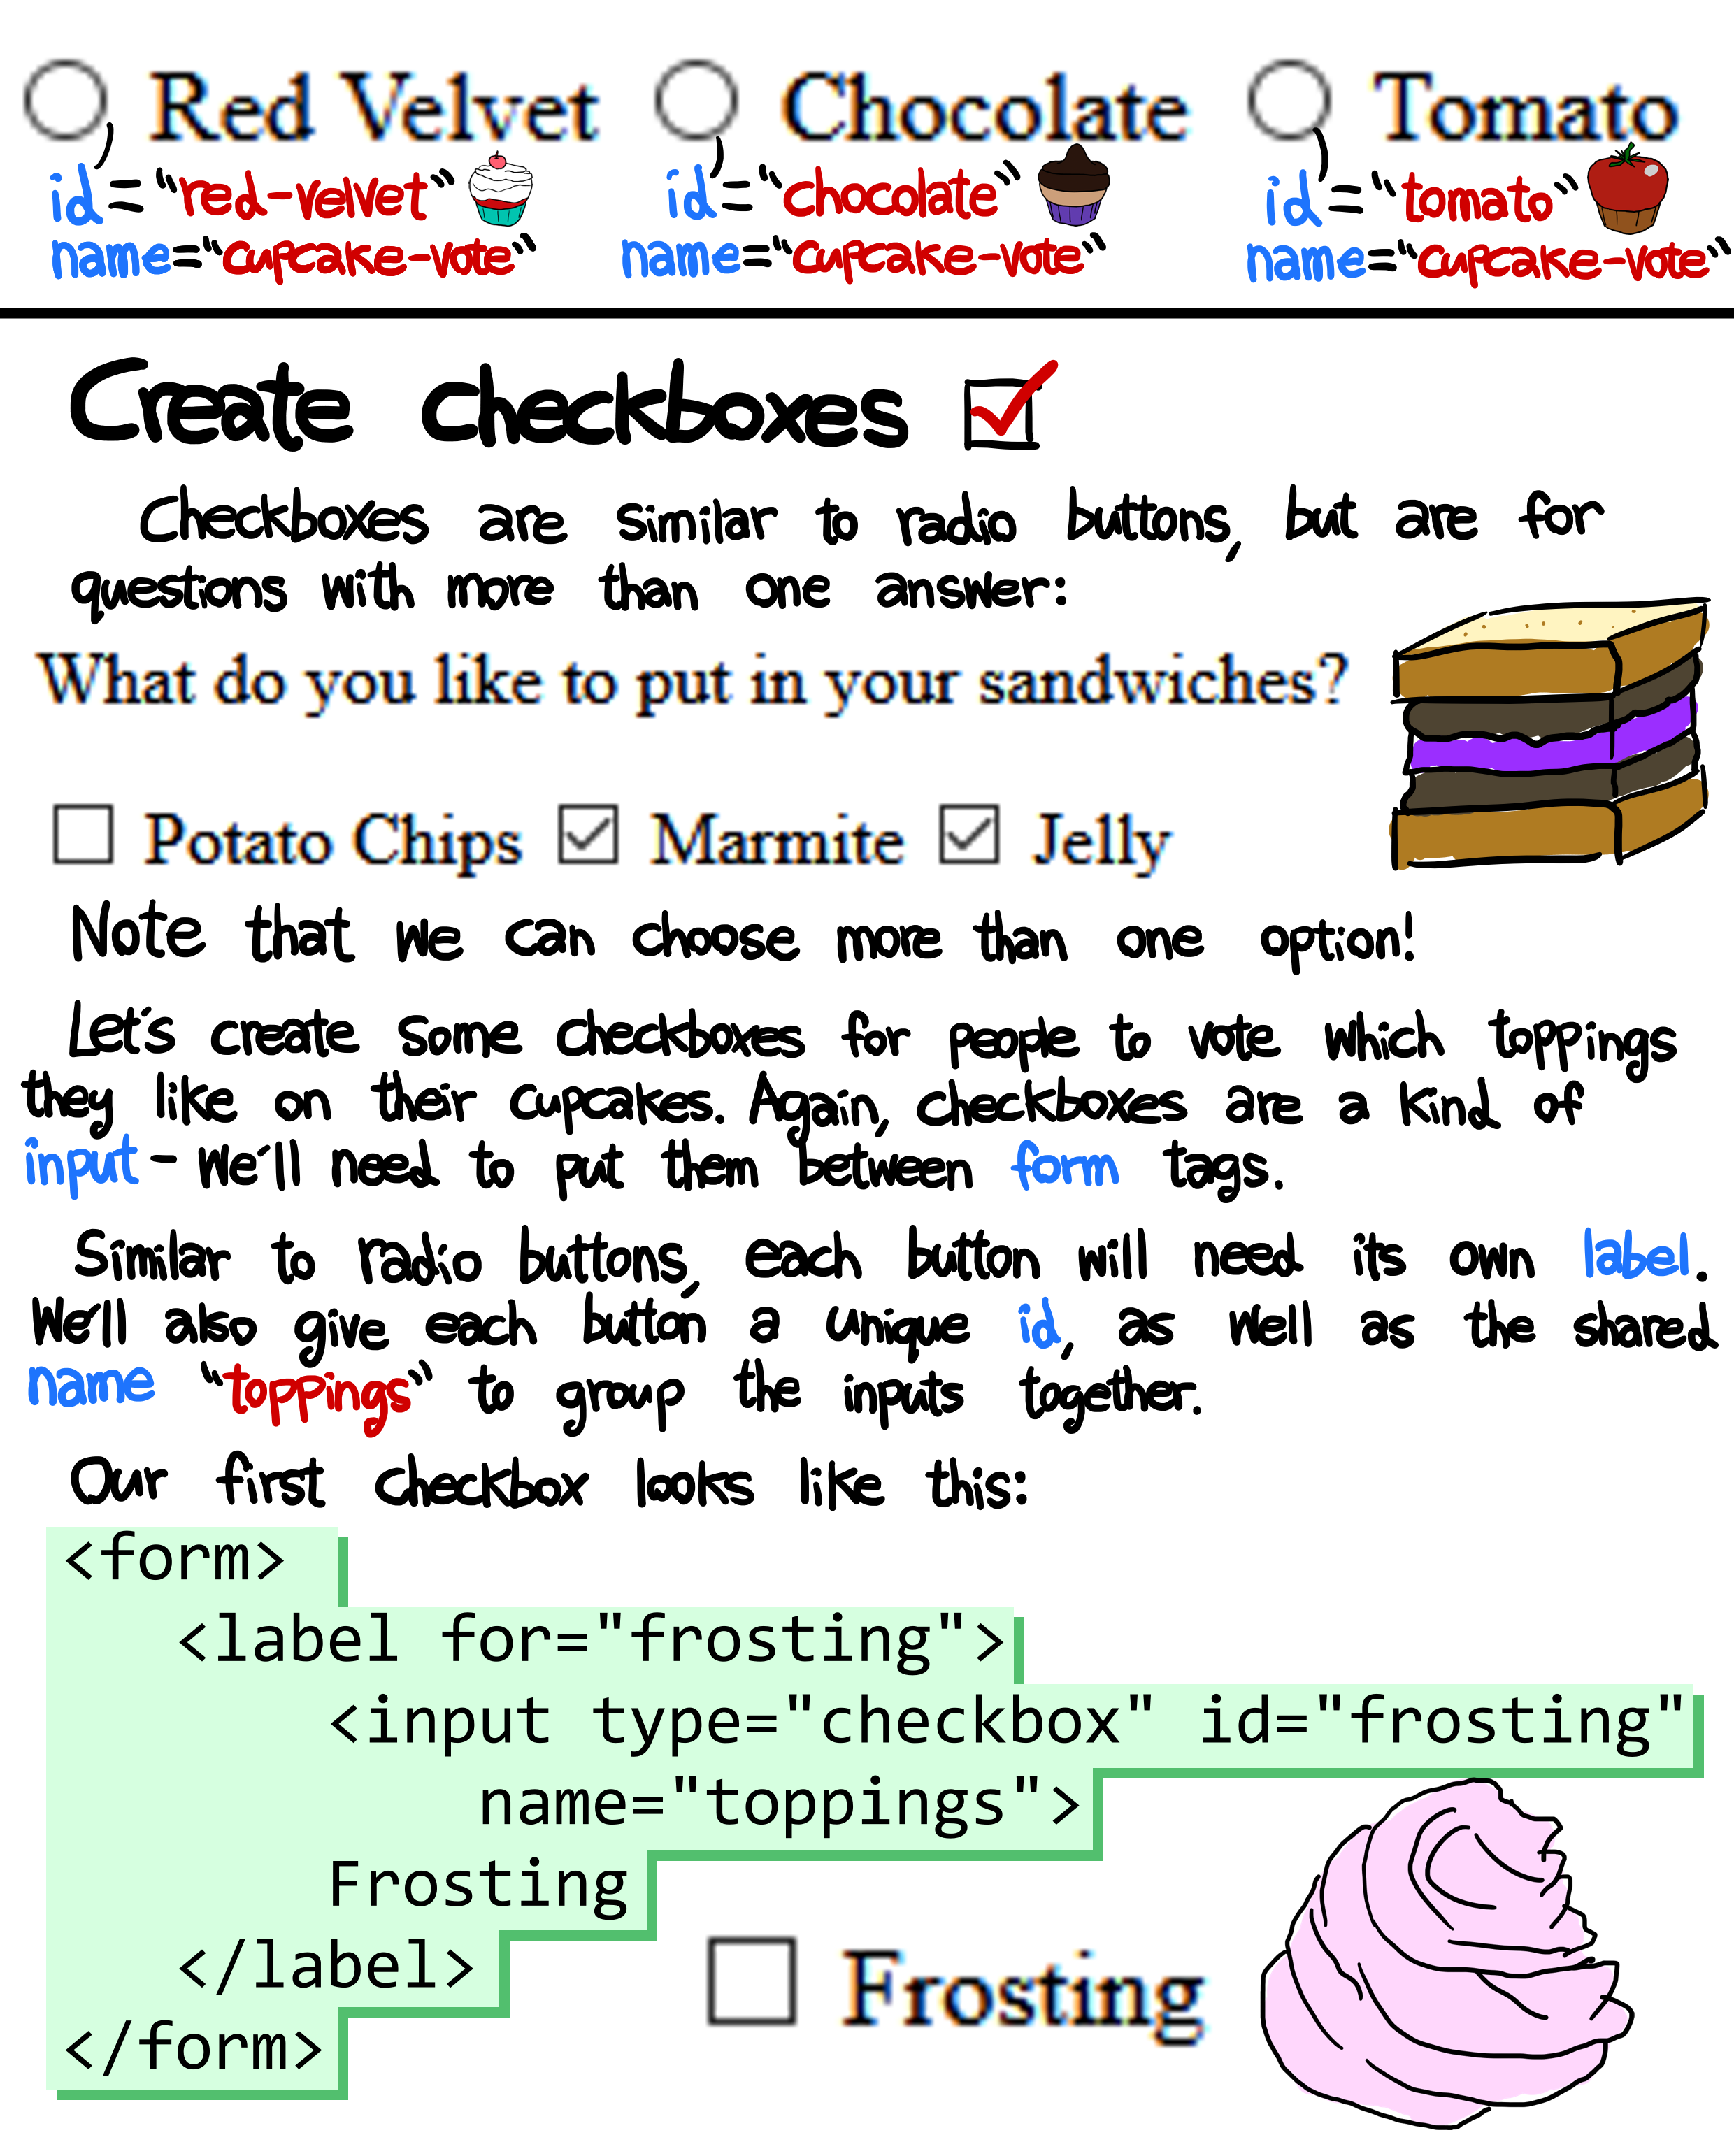 Red Velvet Chocolate Tomato
id="red-velvet" id="chocolate" id="tomato"
name="cupcake-vote" name="cupcake-vote" name="cupcake-vote"
Create checkboxes
Checkboxes are similar to radio buttons, but are for
questions with more than one answer:
What do you like to put in your sandwiches?
Potato Chips Marmite Jelly
Note that we can choose more than one option!
Let's create some checkboxes for people to vote which toppings
they like on their cupcakes. Again, checkboxes are a kind of
input - we'll need to put them between form tags.
Similar to radio buttons, each button will need its own label.
We'll also give each button a unique id, as well as the shared
name "toppings" to group the inputs together.
Our first checkbox looks like this:
<form>
<label for="frosting">
<input type="checkbox" id="frosting"
name="toppings">
Frosting
</label>
Frosting
</form>